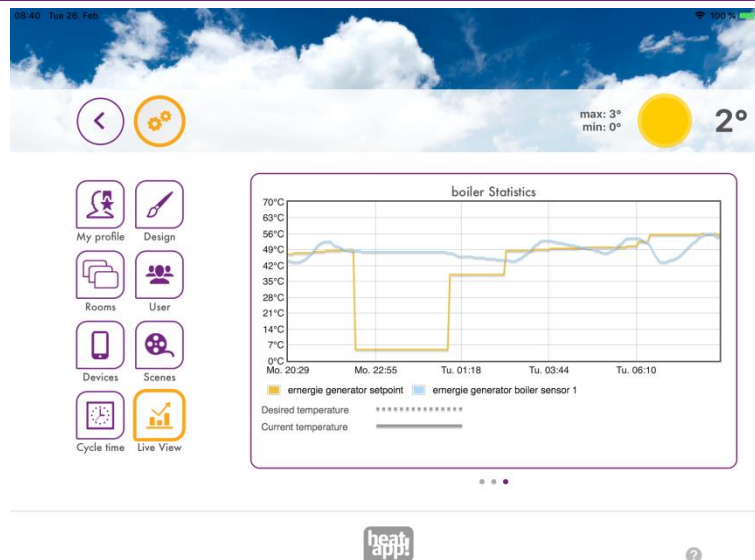 08:40 Tue 26. Feb 100 %
max: 3°
min: 0°
2°
My profile Design
Rooms User
Devices Scenes
Cycle time Live View
boiler Statistics
70°C
63°C
56°C
49°C
42°C
35°C
28°C
21°C
14°C
7°C
0°C
Mo. 20:29 Mo. 22:55 Tu. 01:18 Tu. 03:44 Tu. 06:10
ernergie generator setpoint ernergie generator boiler sensor 1
Desired temperature
Current temperature
heat
app!
?